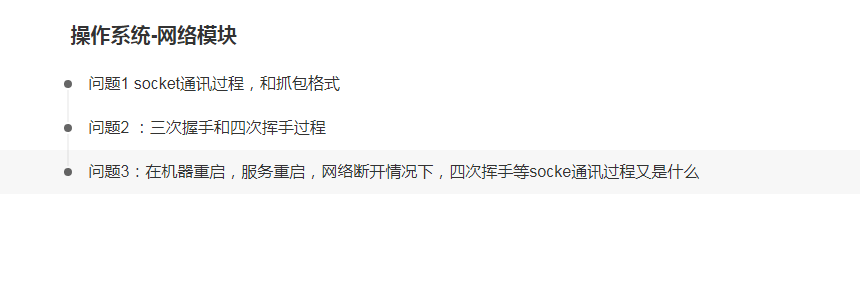 操作系统-网络模块
问题1 socket通讯过程，和抓包格式
问题2 ：三次握手和四次挥手过程
问题3：在机器重启，服务重启，网络断开情况下，四次挥手等socke通讯过程又是什么